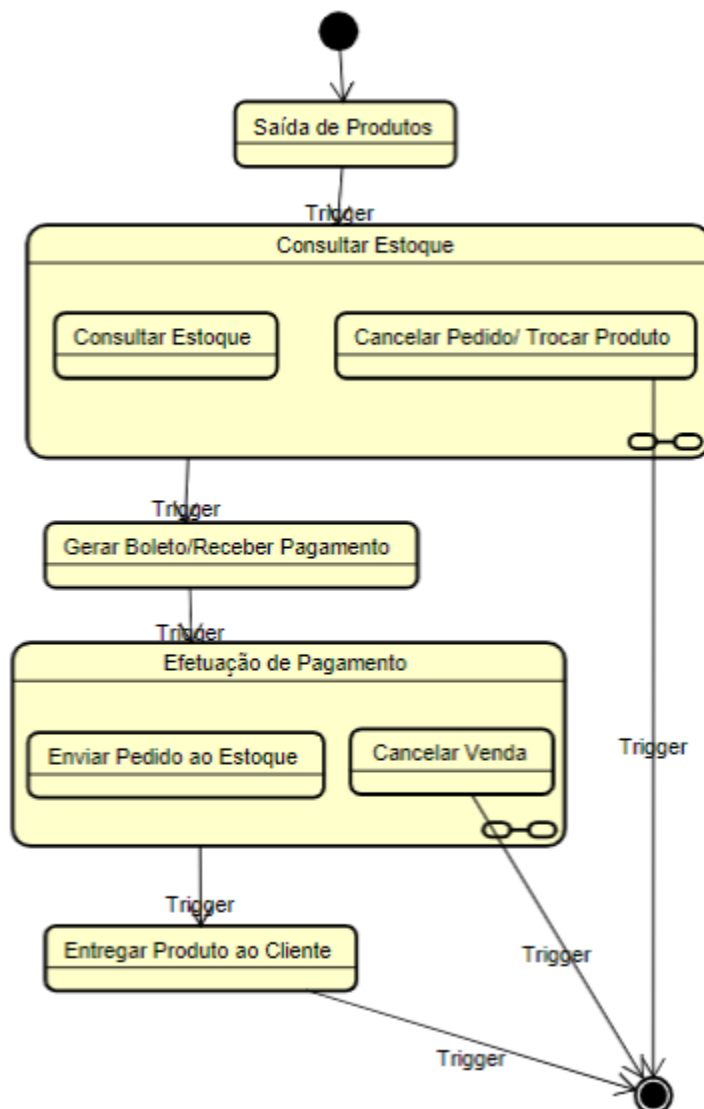 Saída de Produtos
Trigger
Consultar Estoque
Consultar Estoque
Cancelar Pedido/ Trocar Produto
Trigger
Gerar Boleto/Receber Pagamento
Trigger
Efetuação de Pagamento
Enviar Pedido ao Estoque
Cancelar Venda
Trigger
Trigger
Entregar Produto ao Cliente
Trigger
Trigger